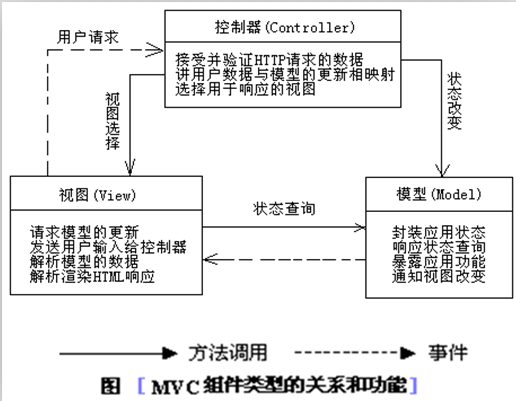 控制器(Controller)
接受并验证HTTP请求的数据
讲用户数据与模型的更新相映射
选择用于响应的视图
用户请求
视图选择
状态改变
视图(View)
请求模型的更新
发送用户输入给控制器
解析模型的数据
解析渲染HTML响应
状态查询
模型(Model)
封装应用状态
响应状态查询
暴露应用功能
通知视图改变
方法调用
事件
图 [MVC组件类型的关系和功能]